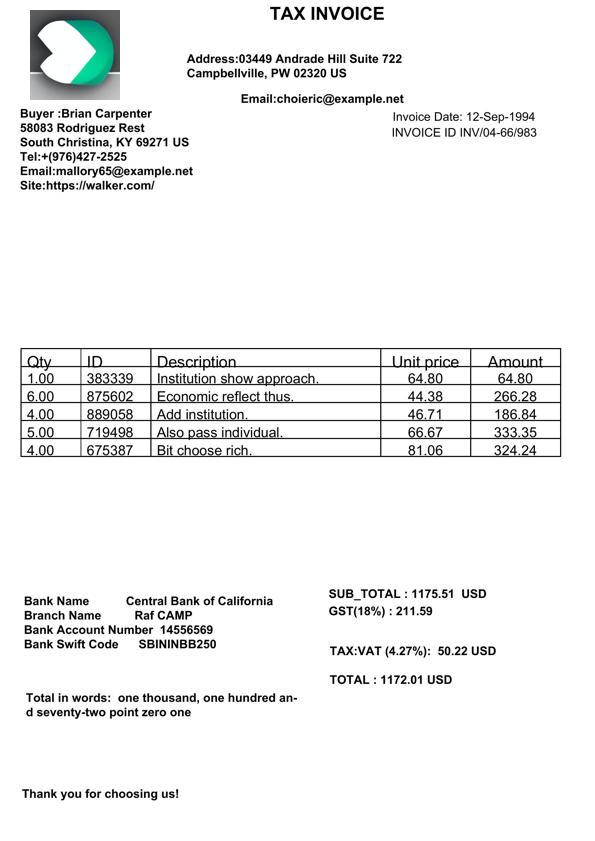 TAX INVOICE
Address:03449 Andrade Hill Suite 722
Campbellville, PW 02320 US
Email:choieric@example.net
Buyer :Brian Carpenter
58083 Rodriguez Rest
South Christina, KY 69271 US
Tel:+(976)427-2525
Email:mallory65@example.net
Site:https://walker.com/
Invoice Date: 12-Sep-1994
INVOICE ID INV/04-66/983
Qty ID Description Unit price Amount
1.00 383339 Institution show approach. 64.80 64.80
6.00 875602 Economic reflect thus. 44.38 266.28
4.00 889058 Add institution. 46.71 186.84
5.00 719498 Also pass individual. 66.67 333.35
4.00 675387 Bit choose rich. 81.06 324.24
Bank Name Central Bank of California
Branch Name Raf CAMP
Bank Account Number 14556569
Bank Swift Code SBININBB250
SUB_TOTAL : 1175.51 USD
GST(18%) : 211.59
TAX:VAT (4.27%): 50.22 USD
TOTAL : 1172.01 USD
Total in words: one thousand, one hundred an-
d seventy-two point zero one
Thank you for choosing us!